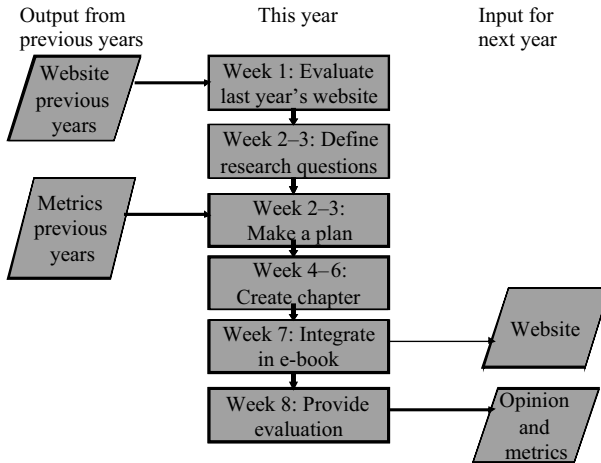 Output from
previous years
This year
Input for
next year
Website
previous
years
Week 1: Evaluate
last year's website
Week 2–3: Define
research questions
Metrics
previous
years
Week 2–3:
Make a plan
Week 4–6:
Create chapter
Week 7: Integrate
in e-book
Website
Week 8: Provide
evaluation
Opinion
and
metrics